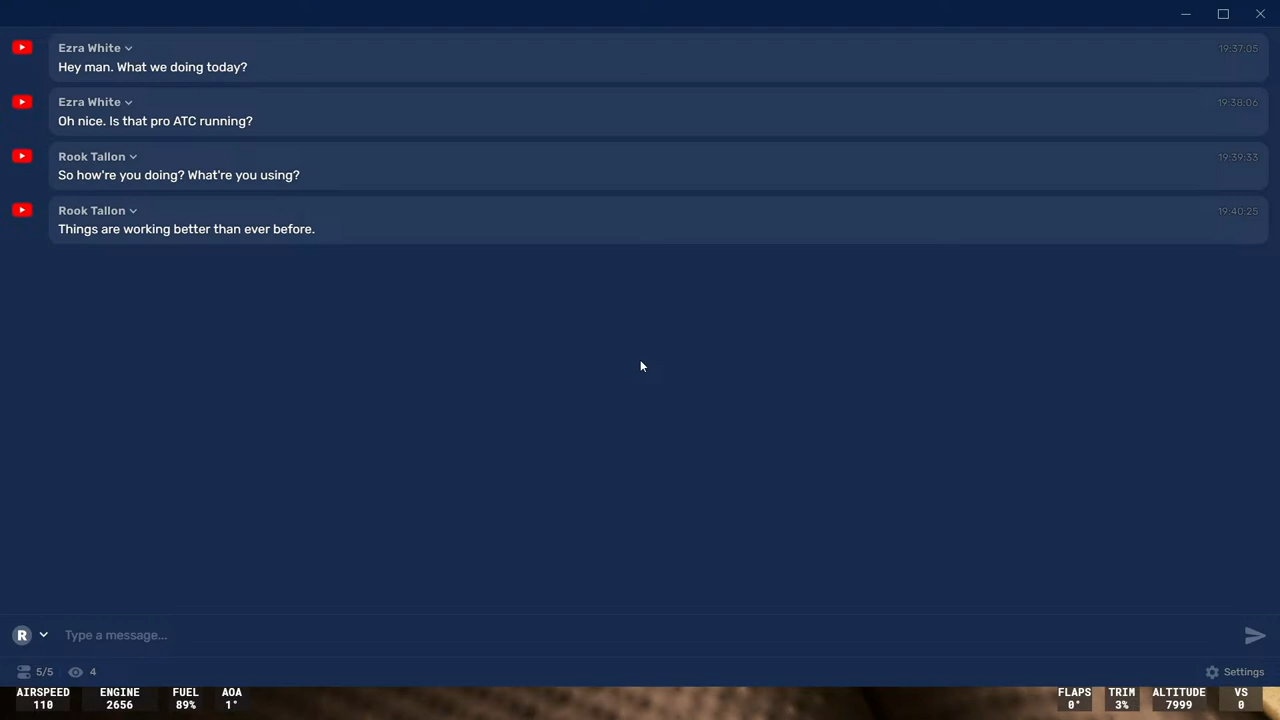 Ezra White
19:37:05
Hey man. What we doing today?
Ezra White
19:38:06
Oh nice. Is that pro ATC running?
Rook Tallon
19:39:33
So how're you doing? What're you using?
Rook Tallon
19:40:25
Things are working better than ever before.
R
Type a message...
5/5
4
Settings
AIRSPEED ENGINE FUEL AOA FLAPS TRIM ALTITUDE VS
110 2656 89% 1° 0° 3% 7999 0